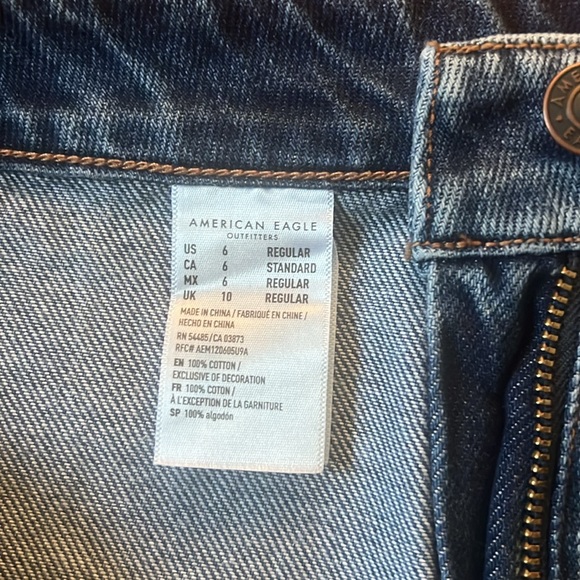 AMERICAN EAGLE
OUTFITTERS
US 6 REGULAR
CA 6 STANDARD
MX 6 REGULAR
UK 10 REGULAR
MADE IN CHINA / FABRIQUÉ EN CHINE /
HECHO EN CHINA
RN 54485/CA 03873
RFC# AEM120605U9A
EN 100% COTTON /
EXCLUSIVE OF DECORATION
FR 100% COTON /
À L'EXCEPTION DE LA GARNITURE
SP 100% algodón